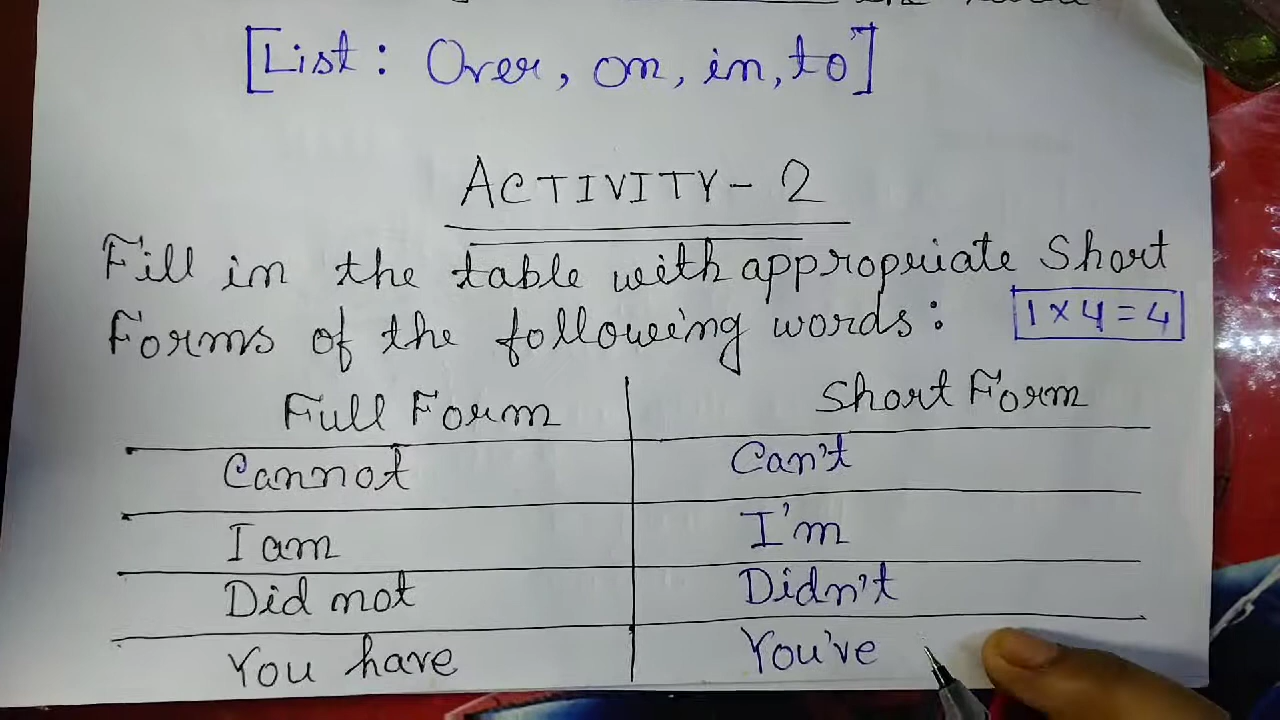 [List: Over, on, in, to]
ACTIVITY - 2
Fill in the table with appropriate Short
Forms of the following words:
1 x 4 = 4
Full Form Short Form
Cannot Can't
I am I'm
Did not Didn't
You have You've